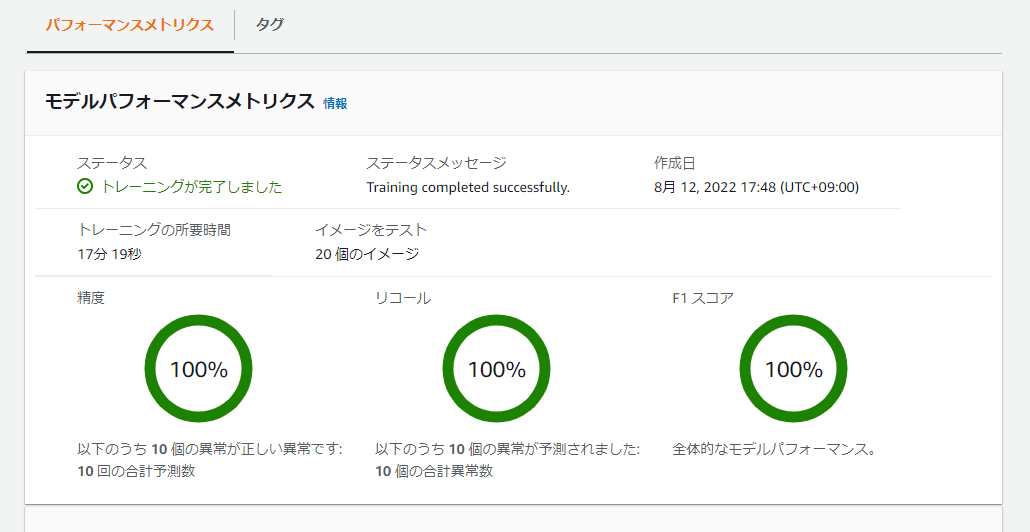 パフォーマンスメトリクス タグ
モデルパフォーマンスメトリクス 情報
ステータス ステータスメッセージ 作成日
トレーニングが完了しました Training completed successfully. 8月 12, 2022 17:48 (UTC+09:00)
トレーニングの所要時間 イメージをテスト
17分 19秒 20 個のイメージ
精度 リコール F1 スコア
100% 100% 100%
以下のうち 10 個の異常が正しい異常です: 以下のうち 10 個の異常が予測されました: 全体的なモデルパフォーマンス。
10 回の合計予測数 10 個の合計異常数